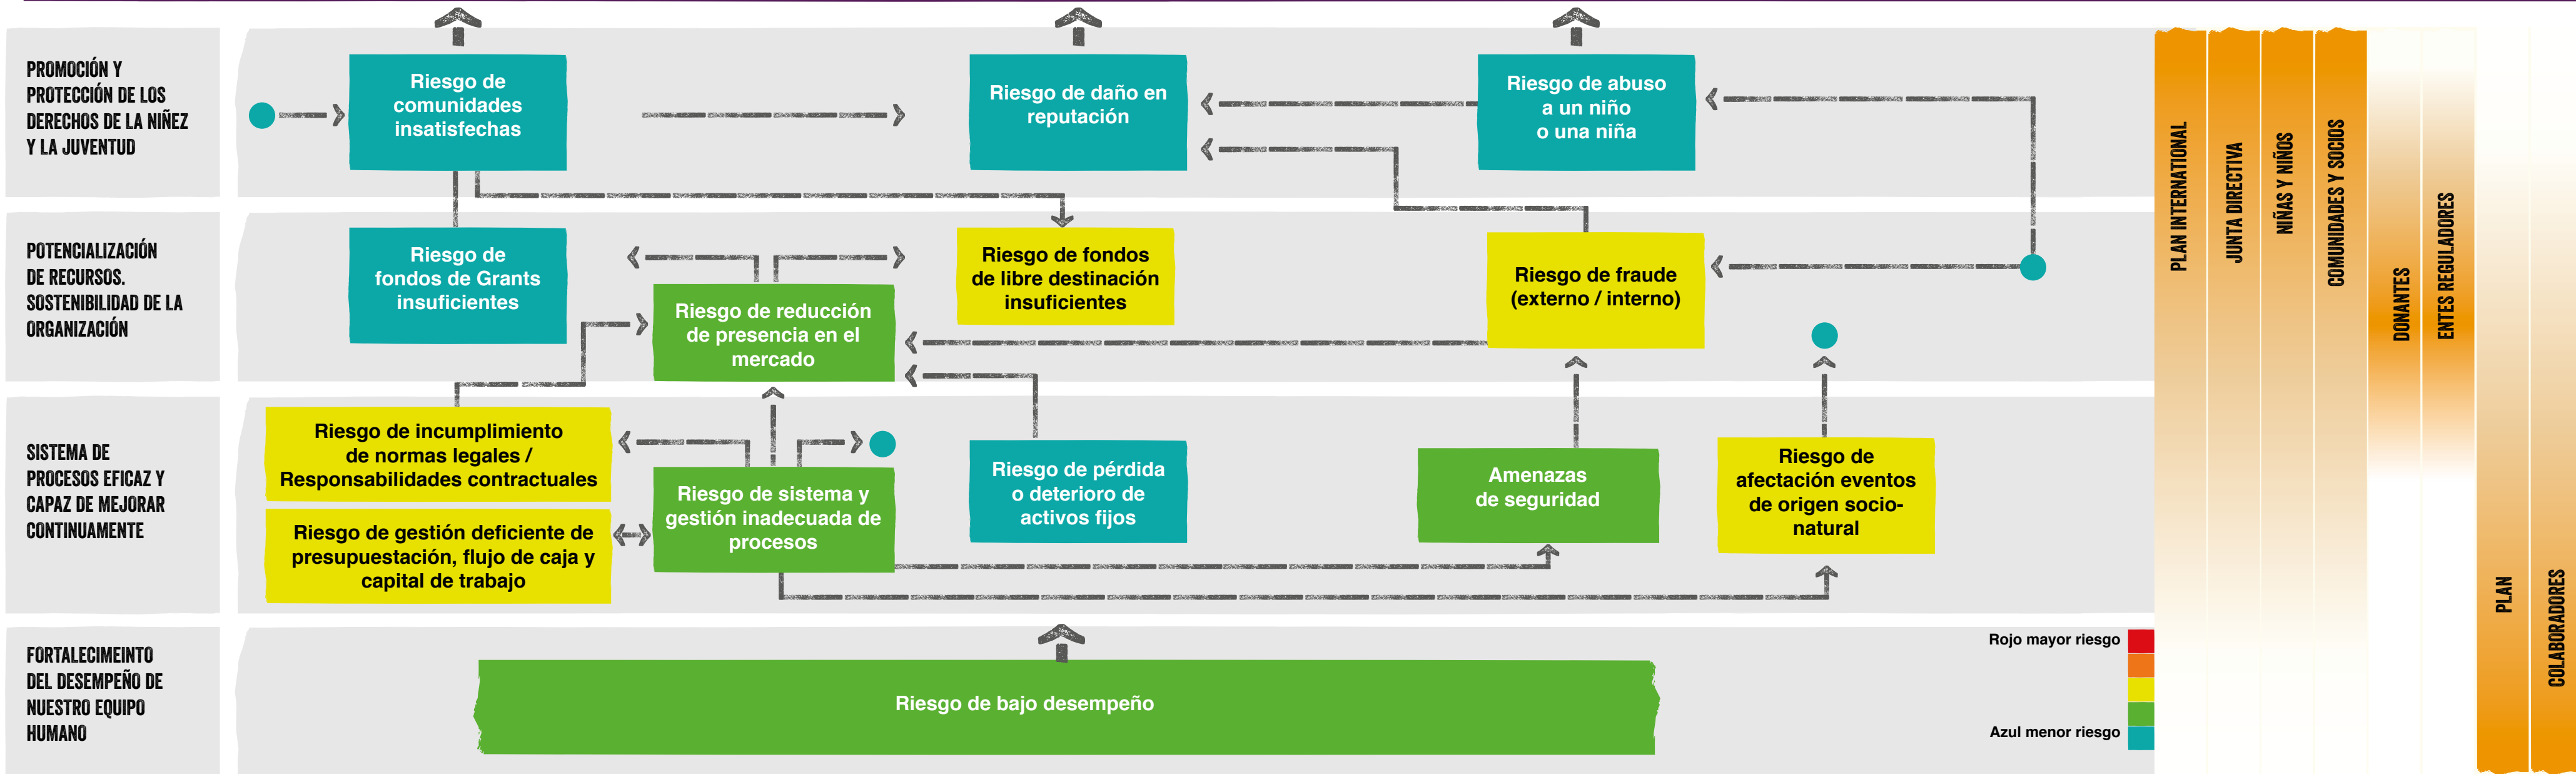 PROMOCIÓN Y
PROTECCIÓN DE LOS
DERECHOS DE LA NIÑEZ
Y LA JUVENTUD
Riesgo de
comunidades
insatisfechas
Riesgo de daño en
reputación
Riesgo de abuso
a un niño
o una niña
POTENCIALIZACIÓN
DE RECURSOS.
SOSTENIBILIDAD DE LA
ORGANIZACIÓN
Riesgo de
fondos de Grants
insuficientes
Riesgo de reducción
de presencia en el
mercado
Riesgo de fondos
de libre destinación
insuficientes
Riesgo de fraude
(externo / interno)
SISTEMA DE
PROCESOS EFICAZ Y
CAPAZ DE MEJORAR
CONTINUAMENTE
Riesgo de incumplimiento
de normas legales /
Responsabilidades contractuales
Riesgo de gestión deficiente de
presupuestación, flujo de caja y
capital de trabajo
Riesgo de sistema y
gestión inadecuada de
procesos
Riesgo de pérdida
o deterioro de
activos fijos
Amenazas
de seguridad
Riesgo de
afectación eventos
de origen socio-
natural
FORTALECIMEINTO
DEL DESEMPEÑO DE
NUESTRO EQUIPO
HUMANO
Riesgo de bajo desempeño
Rojo mayor riesgo
Azul menor riesgo
PLAN INTERNATIONAL
JUNTA DIRECTIVA
NIÑAS Y NIÑOS
COMUNIDADES Y SOCIOS
DONANTES
ENTES REGULADORES
PLAN
COLABORADORES